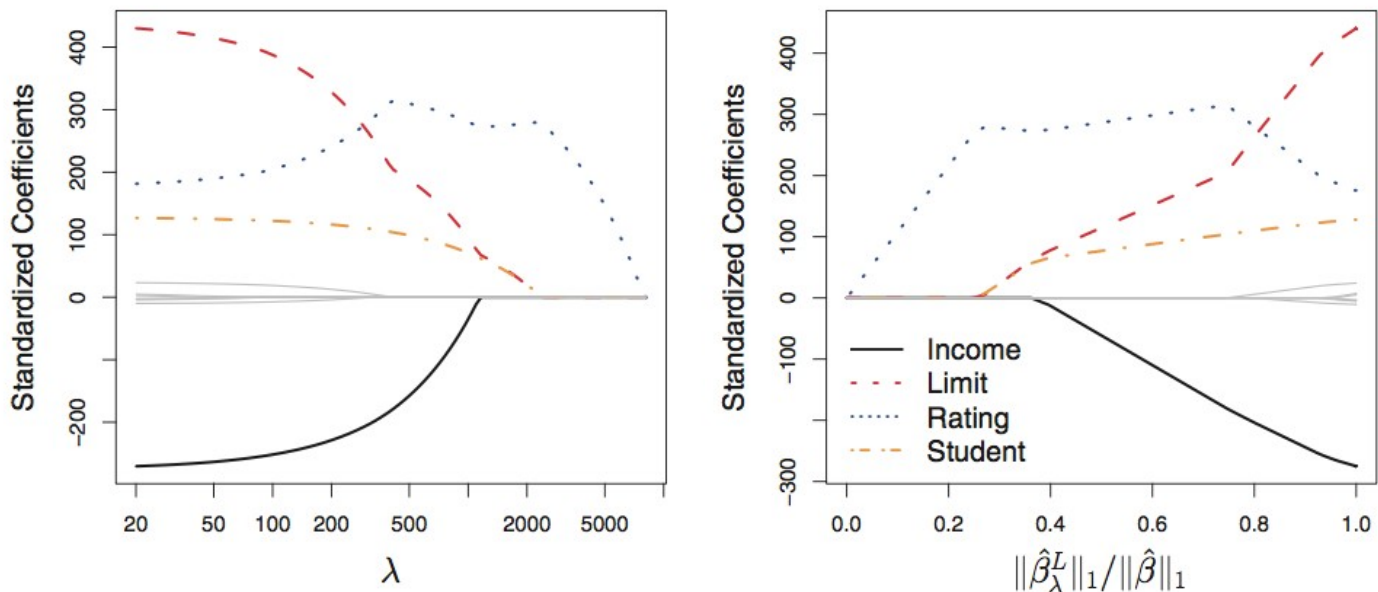 Standardized Coefficients
400
300
200
100
0
-200
20 50 100 200 500 2000 5000
λ
Standardized Coefficients
400
300
200
100
0
-100
-300
0.0 0.2 0.4 0.6 0.8 1.0
‖β̂λᴸ‖₁/‖β̂‖₁
Income
Limit
Rating
Student